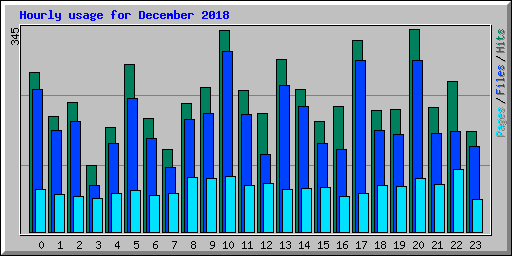 Hourly usage for December 2018
345
Pages / Files / Hits
0 1 2 3 4 5 6 7 8 9 10 11 12 13 14 15 16 17 18 19 20 21 22 23